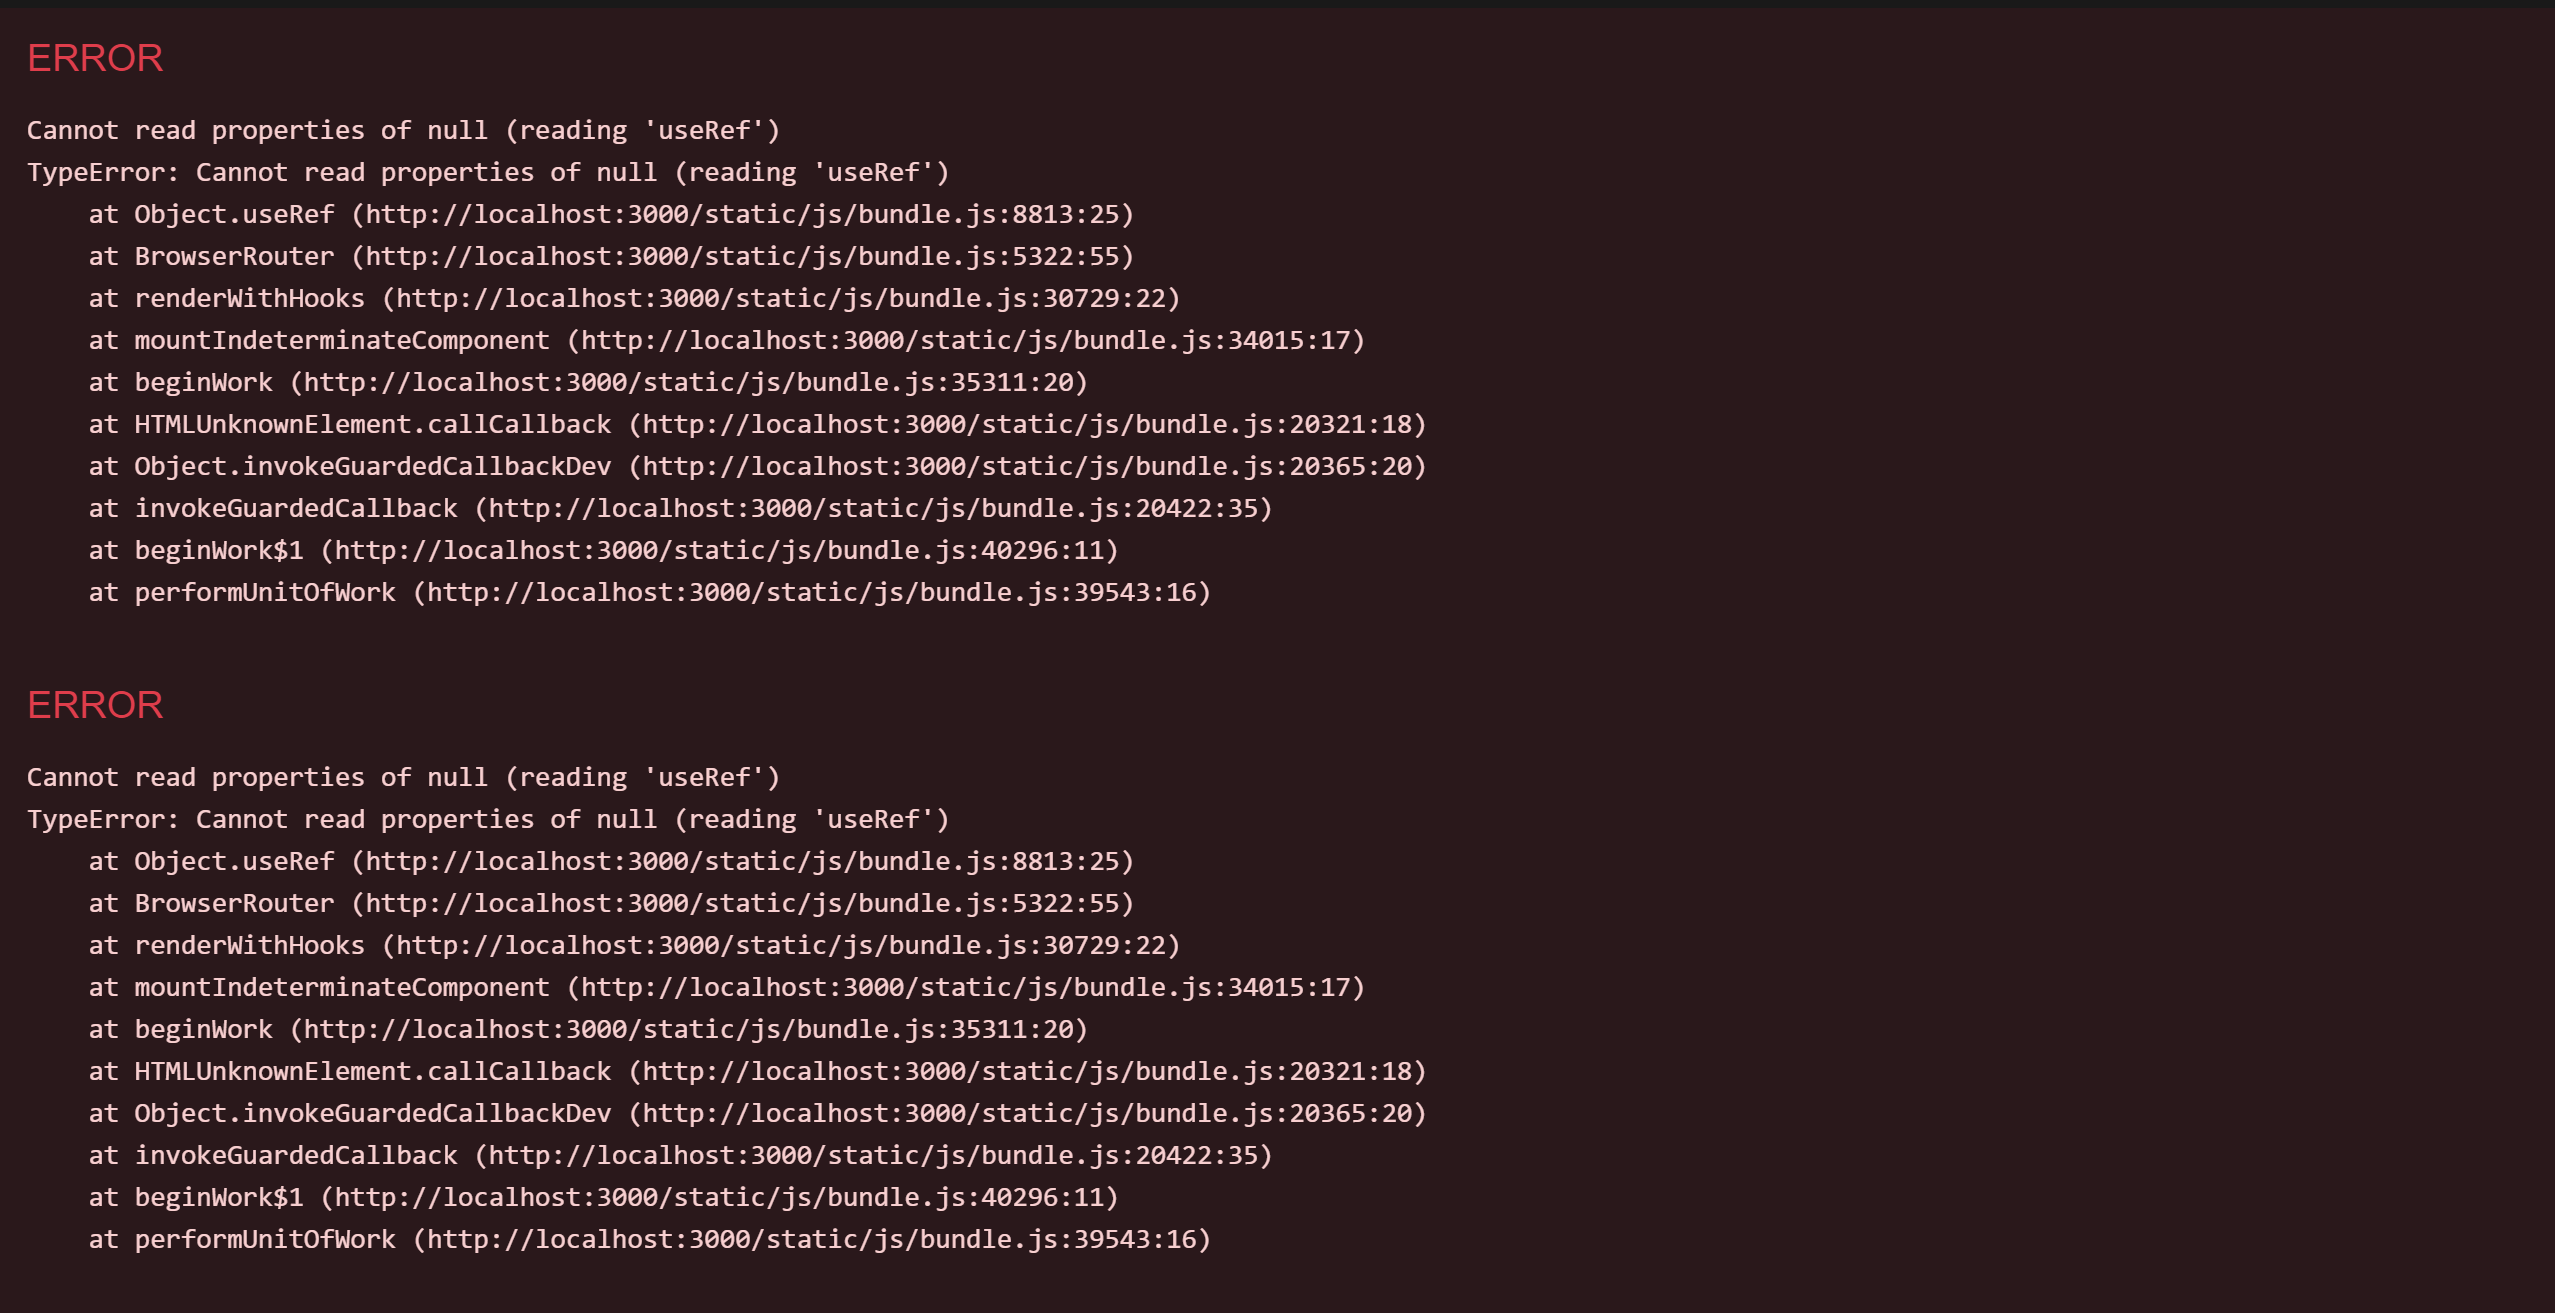 ERROR
Cannot read properties of null (reading 'useRef')
TypeError: Cannot read properties of null (reading 'useRef')
    at Object.useRef (http://localhost:3000/static/js/bundle.js:8813:25)
    at BrowserRouter (http://localhost:3000/static/js/bundle.js:5322:55)
    at renderWithHooks (http://localhost:3000/static/js/bundle.js:30729:22)
    at mountIndeterminateComponent (http://localhost:3000/static/js/bundle.js:34015:17)
    at beginWork (http://localhost:3000/static/js/bundle.js:35311:20)
    at HTMLUnknownElement.callCallback (http://localhost:3000/static/js/bundle.js:20321:18)
    at Object.invokeGuardedCallbackDev (http://localhost:3000/static/js/bundle.js:20365:20)
    at invokeGuardedCallback (http://localhost:3000/static/js/bundle.js:20422:35)
    at beginWork$1 (http://localhost:3000/static/js/bundle.js:40296:11)
    at performUnitOfWork (http://localhost:3000/static/js/bundle.js:39543:16)
ERROR
Cannot read properties of null (reading 'useRef')
TypeError: Cannot read properties of null (reading 'useRef')
    at Object.useRef (http://localhost:3000/static/js/bundle.js:8813:25)
    at BrowserRouter (http://localhost:3000/static/js/bundle.js:5322:55)
    at renderWithHooks (http://localhost:3000/static/js/bundle.js:30729:22)
    at mountIndeterminateComponent (http://localhost:3000/static/js/bundle.js:34015:17)
    at beginWork (http://localhost:3000/static/js/bundle.js:35311:20)
    at HTMLUnknownElement.callCallback (http://localhost:3000/static/js/bundle.js:20321:18)
    at Object.invokeGuardedCallbackDev (http://localhost:3000/static/js/bundle.js:20365:20)
    at invokeGuardedCallback (http://localhost:3000/static/js/bundle.js:20422:35)
    at beginWork$1 (http://localhost:3000/static/js/bundle.js:40296:11)
    at performUnitOfWork (http://localhost:3000/static/js/bundle.js:39543:16)